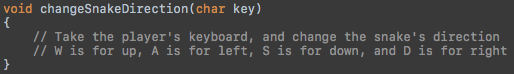 void changeSnakeDirection(char key)
{
    // Take the player's keyboard, and change the snake's direction
    // W is for up, A is for left, S is for down, and D is for right
}